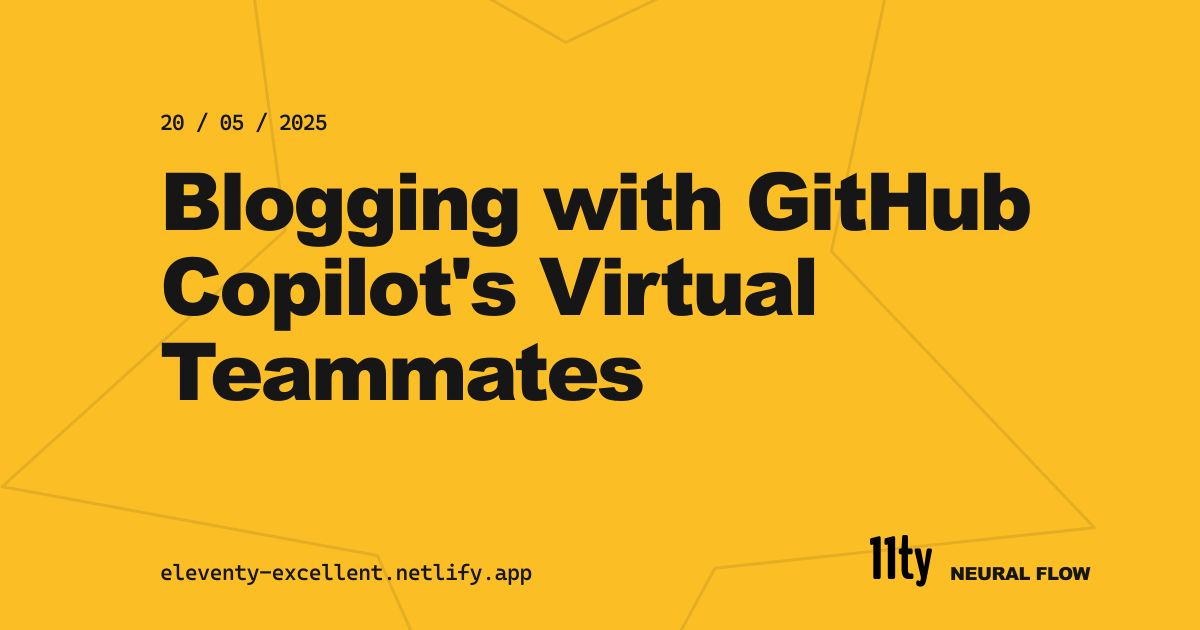 20 / 05 / 2025
Blogging with GitHub
Copilot's Virtual
Teammates
eleventy-excellent.netlify.app
11ty NEURAL FLOW